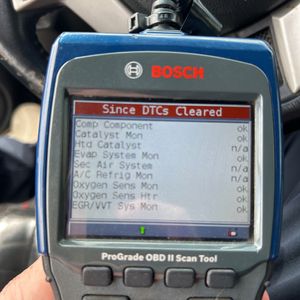 BOSCH
Since DTCs Cleared
Comp Component ok
Catalyst Mon ok
Htd Catalyst n/a
Evap System Mon ok
Sec Air System n/a
A/C Refrig Mon n/a
Oxygen Sens Mon ok
Oxygen Sens Htr ok
EGR/VVT Sys Mon ok
ProGrade OBD II Scan Tool